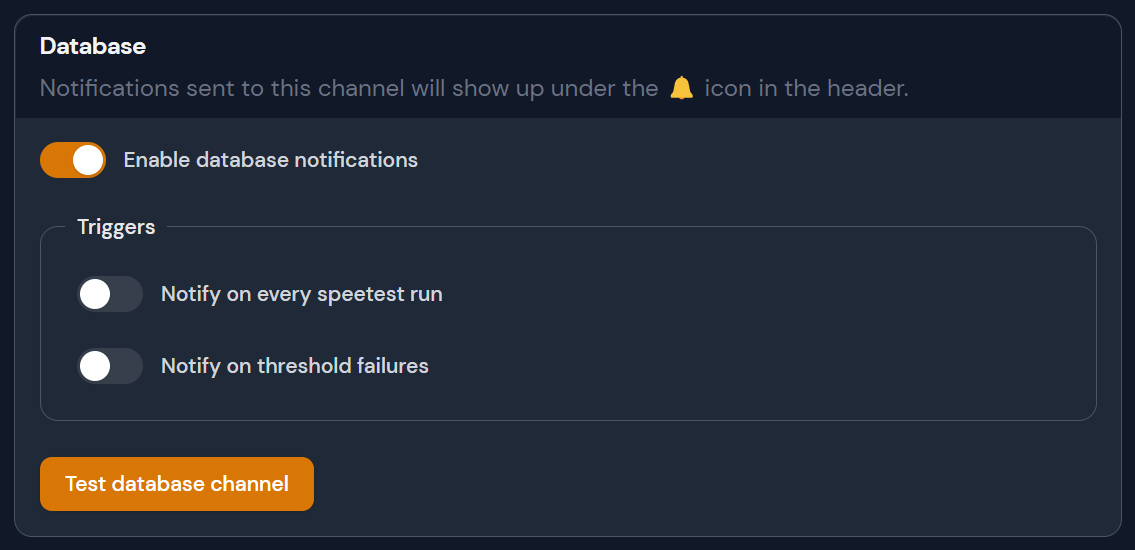 Database
Notifications sent to this channel will show up under the 🔔 icon in the header.
Enable database notifications
Triggers
Notify on every speetest run
Notify on threshold failures
Test database channel